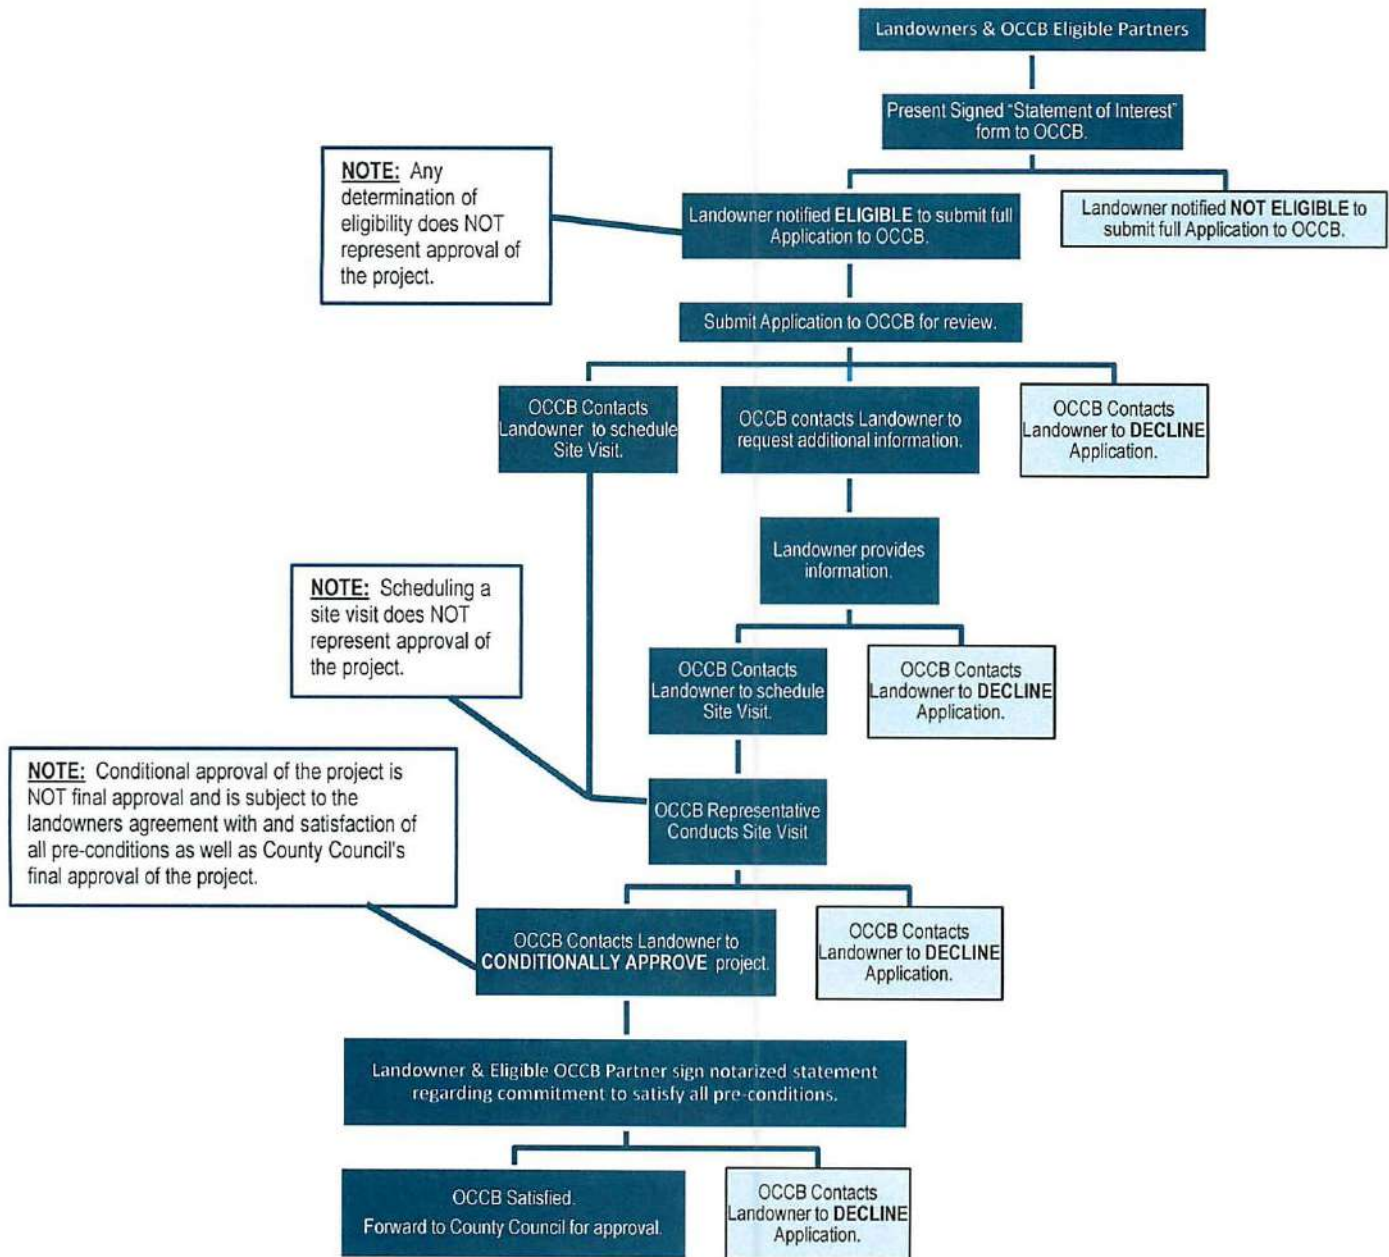 Landowners & OCCB Eligible Partners
Present Signed "Statement of Interest"
form to OCCB.
NOTE: Any
determination of
eligibility does NOT
represent approval of
the project.
Landowner notified ELIGIBLE to submit full
Application to OCCB.
Landowner notified NOT ELIGIBLE to
submit full Application to OCCB.
Submit Application to OCCB for review.
OCCB Contacts
Landowner to schedule
Site Visit.
OCCB contacts Landowner to
request additional information.
OCCB Contacts
Landowner to DECLINE
Application.
Landowner provides
information.
NOTE: Scheduling a
site visit does NOT
represent approval of
the project.
OCCB Contacts
Landowner to schedule
Site Visit.
OCCB Contacts
Landowner to DECLINE
Application.
NOTE: Conditional approval of the project is
NOT final approval and is subject to the
landowners agreement with and satisfaction of
all pre-conditions as well as County Council's
final approval of the project.
OCCB Representative
Conducts Site Visit
OCCB Contacts Landowner to
CONDITIONALLY APPROVE project.
OCCB Contacts
Landowner to DECLINE
Application.
Landowner & Eligible OCCB Partner sign notarized statement
regarding commitment to satisfy all pre-conditions.
OCCB Satisfied.
Forward to County Council for approval.
OCCB Contacts
Landowner to DECLINE
Application.